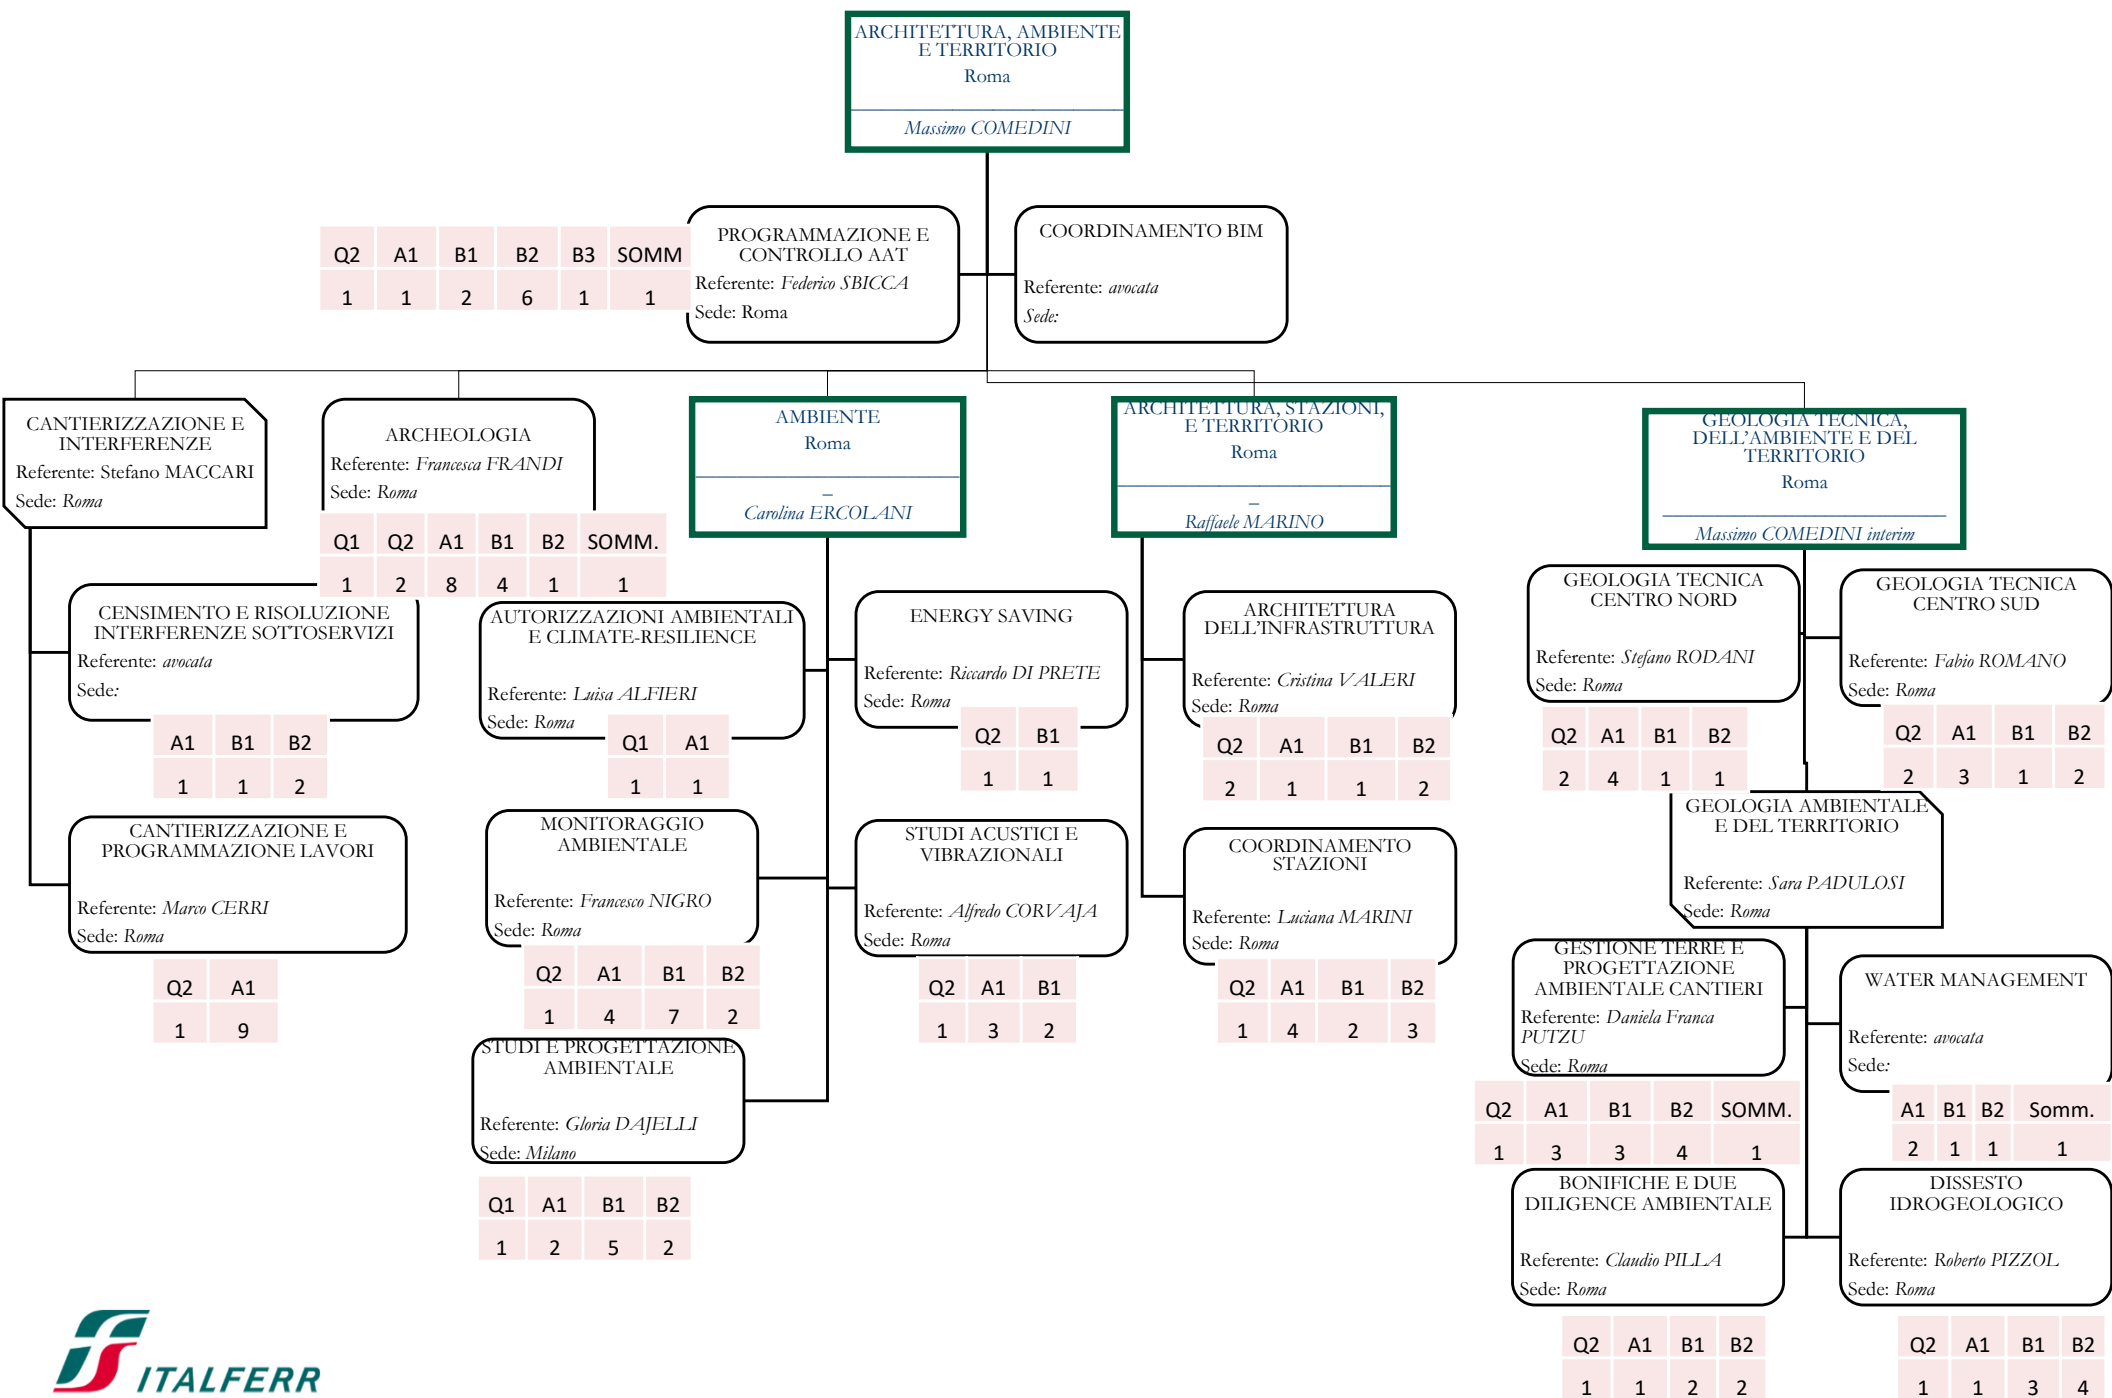 ARCHITETTURA, AMBIENTE
E TERRITORIO
Roma
Massimo COMEDINI
PROGRAMMAZIONE E
CONTROLLO AAT
Referente: Federico SBICCA
Sede: Roma
Q2 A1 B1 B2 B3 SOMM
1 1 2 6 1 1
COORDINAMENTO BIM
Referente: avocata
Sede:
CANTIERIZZAZIONE E
INTERFERENZE
Referente: Stefano MACCARI
Sede: Roma
ARCHEOLOGIA
Referente: Francesca FRANDI
Sede: Roma
Q1 Q2 A1 B1 B2 SOMM.
1 2 8 4 1 1
AMBIENTE
Roma
Carolina ERCOLANI
ARCHITETTURA, STAZIONI,
E TERRITORIO
Roma
Raffaele MARINO
GEOLOGIA TECNICA,
DELL'AMBIENTE E DEL
TERRITORIO
Roma
Massimo COMEDINI interim
CENSIMENTO E RISOLUZIONE
INTERFERENZE SOTTOSERVIZI
Referente: avocata
Sede:
A1 B1 B2
1 1 2
CANTIERIZZAZIONE E
PROGRAMMAZIONE LAVORI
Referente: Marco CERRI
Sede: Roma
Q2 A1
1 9
AUTORIZZAZIONI AMBIENTALI
E CLIMATE-RESILIENCE
Referente: Luisa ALFIERI
Sede: Roma
Q1 A1
1 1
ENERGY SAVING
Referente: Riccardo DI PRETE
Sede: Roma
Q2 B1
1 1
MONITORAGGIO
AMBIENTALE
Referente: Francesco NIGRO
Sede: Roma
Q2 A1 B1 B2
1 4 7 2
STUDI ACUSTICI E
VIBRAZIONALI
Referente: Alfredo CORVAJA
Sede: Roma
Q2 A1 B1
1 3 2
STUDI E PROGETTAZIONE
AMBIENTALE
Referente: Gloria DAJELLI
Sede: Milano
Q1 A1 B1 B2
1 2 5 2
ARCHITETTURA
DELL'INFRASTRUTTURA
Referente: Cristina VALERI
Sede: Roma
Q2 A1 B1 B2
2 1 1 2
COORDINAMENTO
STAZIONI
Referente: Luciana MARINI
Sede: Roma
Q2 A1 B1 B2
1 4 2 3
GEOLOGIA TECNICA
CENTRO NORD
Referente: Stefano RODANI
Sede: Roma
Q2 A1 B1 B2
2 4 1 1
GEOLOGIA TECNICA
CENTRO SUD
Referente: Fabio ROMANO
Sede: Roma
Q2 A1 B1 B2
2 3 1 2
GEOLOGIA AMBIENTALE
E DEL TERRITORIO
Referente: Sara PADULOSI
Sede: Roma
GESTIONE TERRE E
PROGETTAZIONE
AMBIENTALE CANTIERI
Referente: Daniela Franca
PUTZU
Sede: Roma
Q2 A1 B1 B2 SOMM.
1 3 3 4 1
WATER MANAGEMENT
Referente: avocata
Sede:
A1 B1 B2 Somm.
2 1 1 1
BONIFICHE E DUE
DILIGENCE AMBIENTALE
Referente: Claudio PILLA
Sede: Roma
Q2 A1 B1 B2
1 1 2 2
DISSESTO
IDROGEOLOGICO
Referente: Roberto PIZZOL
Sede: Roma
Q2 A1 B1 B2
1 1 3 4
ITALFERR